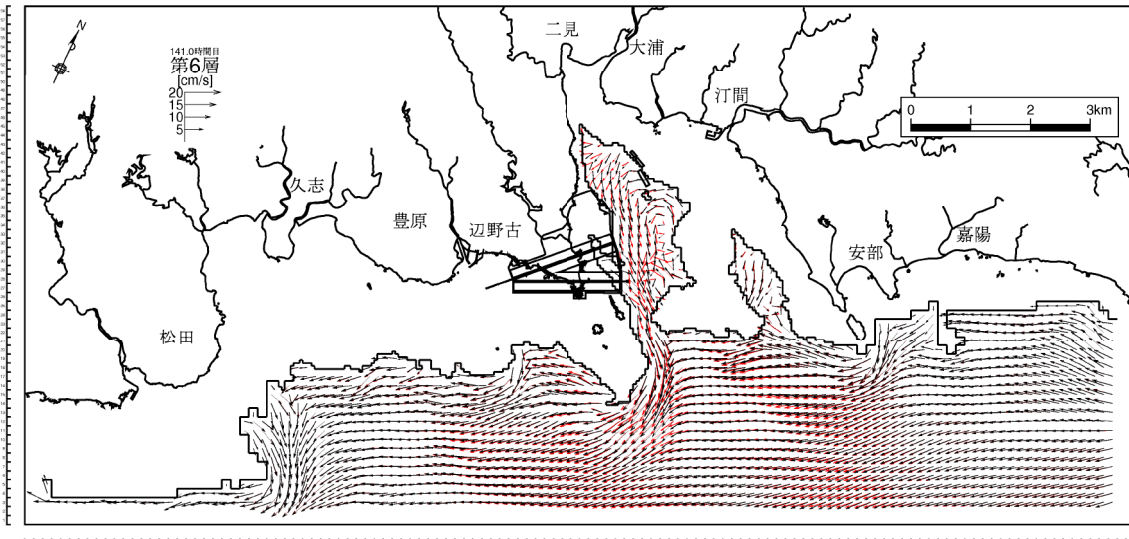 N
141.0時間目
第6層
[cm/s]
20
15
10
5
二見
大浦
汀間
0 1 2 3km
久志
豊原
辺野古
安部
嘉陽
松田